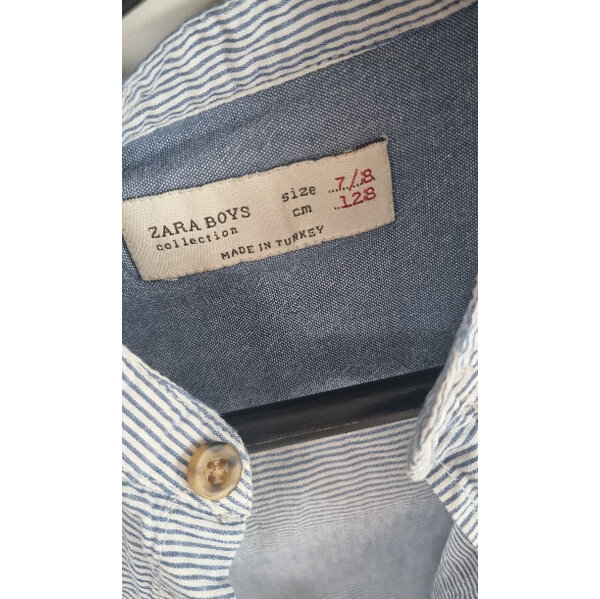 ZARA BOYS
collection
size 7/8
cm 128
MADE IN TURKEY